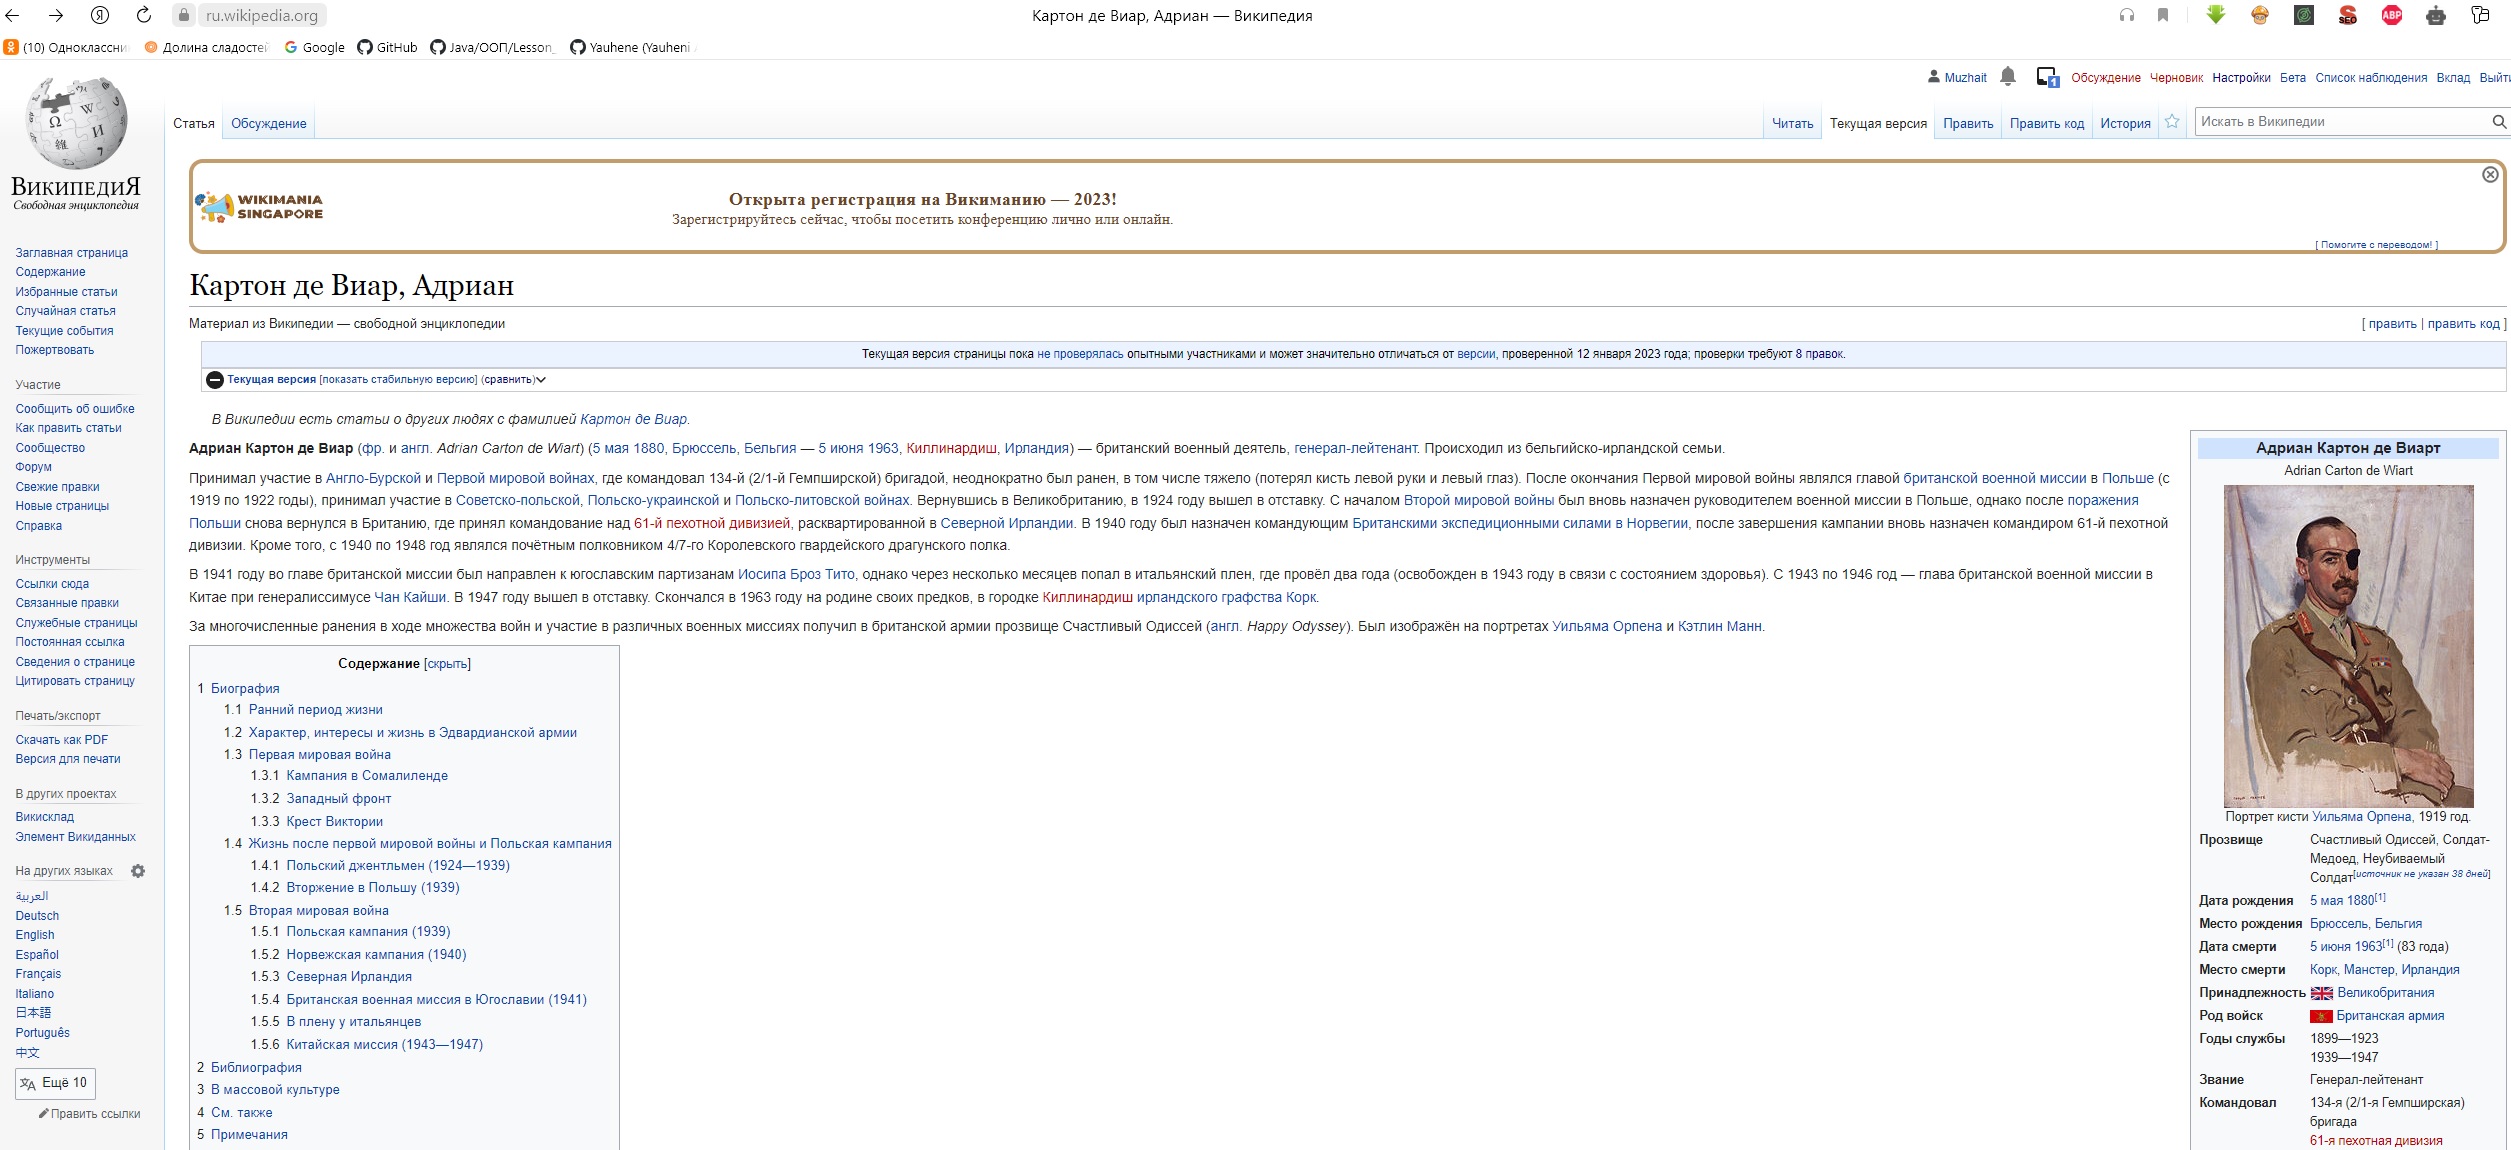 ru.wikipedia.org
Картон де Виар, Адриан — Википедия
ABP
SEO
(10) Одноклассни
Долина сладостей
Google
GitHub
Java/ООП/Lesson_
Yauhene (Yauheni
Muzhait
1
Обсуждение
Черновик
Настройки
Бета
Список наблюдения
Вклад
Выйти
Статья
Обсуждение
Читать
Текущая версия
Править
Править код
История
Искать в Википедии
ВИКИПЕДИЯ
Свободная энциклопедия
WIKIMANIA
SINGAPORE
Открыта регистрация на Викиманию — 2023!
Зарегистрируйтесь сейчас, чтобы посетить конференцию лично или онлайн.
[ Помогите с переводом! ]
Заглавная страница
Содержание
Избранные статьи
Случайная статья
Текущие события
Пожертвовать
Участие
Сообщить об ошибке
Как править статьи
Сообщество
Форум
Свежие правки
Новые страницы
Справка
Инструменты
Ссылки сюда
Связанные правки
Служебные страницы
Постоянная ссылка
Сведения о странице
Цитировать страницу
Печать/экспорт
Скачать как PDF
Версия для печати
В других проектах
Викисклад
Элемент Викиданных
На других языках
العربية
Deutsch
English
Español
Français
Italiano
日本語
Português
中文
Ещё 10
Править ссылки
Картон де Виар, Адриан
Материал из Википедии — свободной энциклопедии
[ править | править код ]
Текущая версия страницы пока не проверялась опытными участниками и может значительно отличаться от версии, проверенной 12 января 2023 года; проверки требуют 8 правок.
Текущая версия [показать стабильную версию] (сравнить)
В Википедии есть статьи о других людях с фамилией Картон де Виар.
Адриан Картон де Виар (фр. и англ. Adrian Carton de Wiart) (5 мая 1880, Брюссель, Бельгия — 5 июня 1963, Киллинардиш, Ирландия) — британский военный деятель, генерал-лейтенант. Происходил из бельгийско-ирландской семьи.
Принимал участие в Англо-Бурской и Первой мировой войнах, где командовал 134-й (2/1-й Гемпширской) бригадой, неоднократно был ранен, в том числе тяжело (потерял кисть левой руки и левый глаз). После окончания Первой мировой войны являлся главой британской военной миссии в Польше (с
1919 по 1922 годы), принимал участие в Советско-польской, Польско-украинской и Польско-литовской войнах. Вернувшись в Великобританию, в 1924 году вышел в отставку. С началом Второй мировой войны был вновь назначен руководителем военной миссии в Польше, однако после поражения
Польши снова вернулся в Британию, где принял командование над 61-й пехотной дивизией, расквартированной в Северной Ирландии. В 1940 году был назначен командующим Британскими экспедиционными силами в Норвегии, после завершения кампании вновь назначен командиром 61-й пехотной
дивизии. Кроме того, с 1940 по 1948 год являлся почётным полковником 4/7-го Королевского гвардейского драгунского полка.
В 1941 году во главе британской миссии был направлен к югославским партизанам Иосипа Броз Тито, однако через несколько месяцев попал в итальянский плен, где провёл два года (освобожден в 1943 году в связи с состоянием здоровья). С 1943 по 1946 год — глава британской военной миссии в
Китае при генералиссимусе Чан Кайши. В 1947 году вышел в отставку. Скончался в 1963 году на родине своих предков, в городке Киллинардиш ирландского графства Корк.
За многочисленные ранения в ходе множества войн и участие в различных военных миссиях получил в британской армии прозвище Счастливый Одиссей (англ. Happy Odyssey). Был изображён на портретах Уильяма Орпена и Кэтлин Манн.
Содержание [скрыть]
1 Биография
1.1 Ранний период жизни
1.2 Характер, интересы и жизнь в Эдвардианской армии
1.3 Первая мировая война
1.3.1 Кампания в Сомалиленде
1.3.2 Западный фронт
1.3.3 Крест Виктории
1.4 Жизнь после первой мировой войны и Польская кампания
1.4.1 Польский джентльмен (1924—1939)
1.4.2 Вторжение в Польшу (1939)
1.5 Вторая мировая война
1.5.1 Польская кампания (1939)
1.5.2 Норвежская кампания (1940)
1.5.3 Северная Ирландия
1.5.4 Британская военная миссия в Югославии (1941)
1.5.5 В плену у итальянцев
1.5.6 Китайская миссия (1943—1947)
2 Библиография
3 В массовой культуре
4 См. также
5 Примечания
Адриан Картон де Виарт
Adrian Carton de Wiart
Портрет кисти Уильяма Орпена, 1919 год.
Прозвище Счастливый Одиссей, Солдат-
Медоед, Неубиваемый
Солдат[источник не указан 38 дней]
Дата рождения 5 мая 1880[1]
Место рождения Брюссель, Бельгия
Дата смерти 5 июня 1963[1] (83 года)
Место смерти Корк, Манстер, Ирландия
Принадлежность Великобритания
Род войск Британская армия
Годы службы 1899—1923
1939—1947
Звание Генерал-лейтенант
Командовал 134-я (2/1-я Гемпширская)
бригада
61-я пехотная дивизия